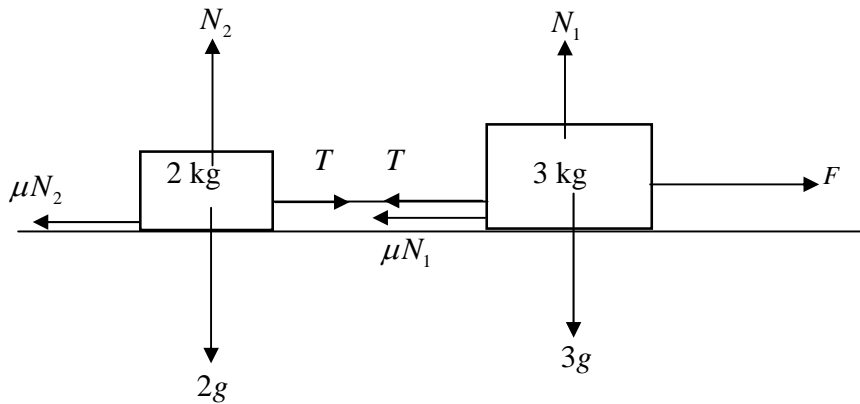 N₂ N₁
2 kg T T 3 kg F
μN₂
μN₁
2g 3g